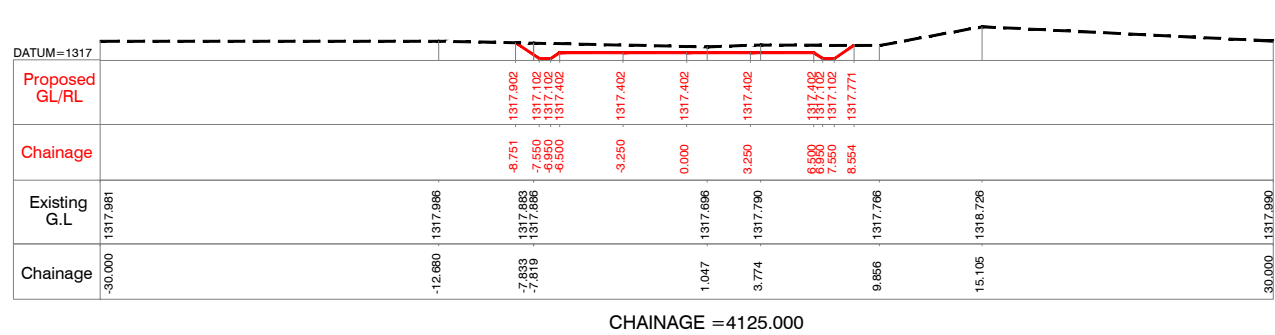 DATUM=1317
Proposed
GL/RL
1317.902 1317.102 1317.102 1317.402 1317.402 1317.402 1317.402 1317.402 1317.102 1317.102 1317.771
Chainage
-8.751 -7.550 -6.950 -6.500 -3.250 0.000 3.250 6.500 6.950 7.550 8.554
Existing
G.L
1317.981 1317.986 1317.883 1317.886 1317.696 1317.790 1317.766 1318.726 1317.990
Chainage
-30.000 -12.680 -7.833 -7.819 1.047 3.774 9.856 15.105 30.000
CHAINAGE =4125.000